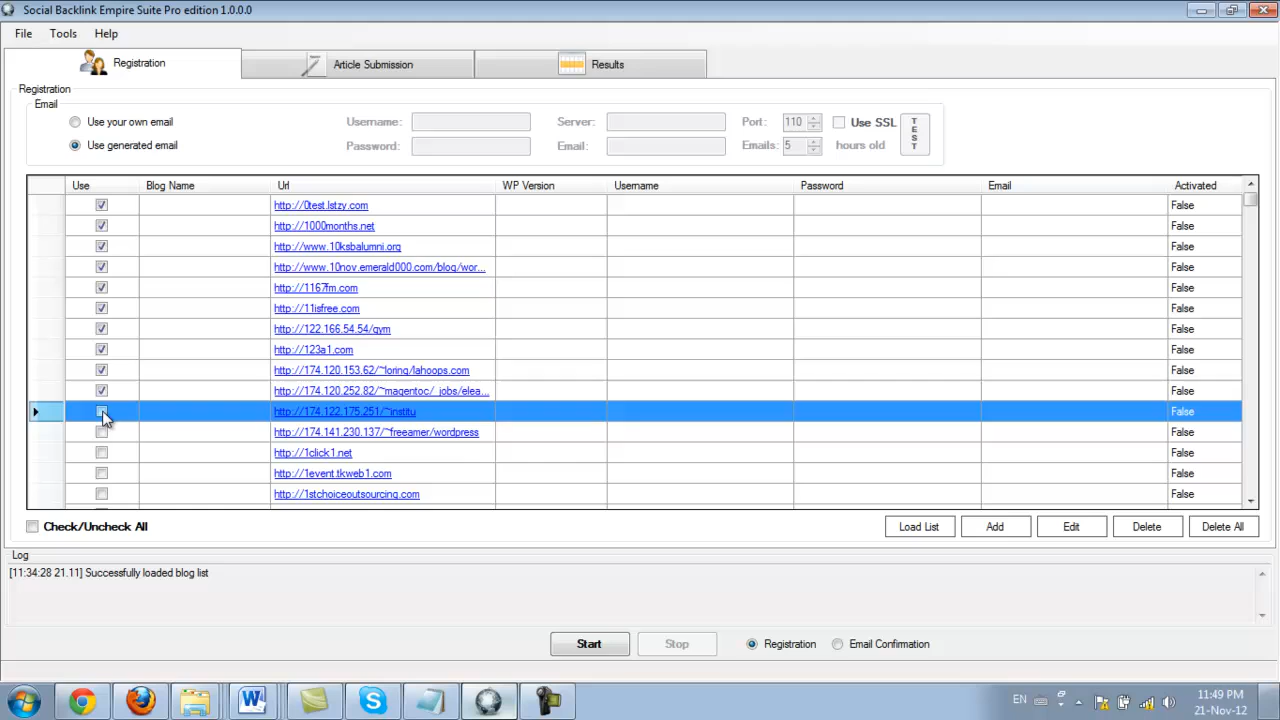 Social Backlink Empire Suite Pro edition 1.0.0.0
File Tools Help
Registration Article Submission Results
Registration
Email
Use your own email Username: Server: Port: 110 Use SSL TEST
Use generated email Password: Email: Emails: 5 hours old
Use Blog Name Url WP Version Username Password Email Activated
http://0test.lstzy.com False
http://1000months.net False
http://www.10ksbalumni.org False
http://www.10nov.emerald000.com/blog/wor... False
http://1167fm.com False
http://11isfree.com False
http://122.166.54.54/gym False
http://123a1.com False
http://174.120.153.62/~loring/lahoops.com False
http://174.120.252.82/~magentoc/_jobs/elea... False
http://174.122.175.251/~institu False
http://174.141.230.137/~freeamer/wordpress False
http://1click1.net False
http://1event.tkweb1.com False
http://1stchoiceoutsourcing.com False
Check/Uncheck All Load List Add Edit Delete Delete All
Log
[11:34:28 21.11] Successfully loaded blog list
Start Stop Registration Email Confirmation
EN 11:49 PM
21-Nov-12